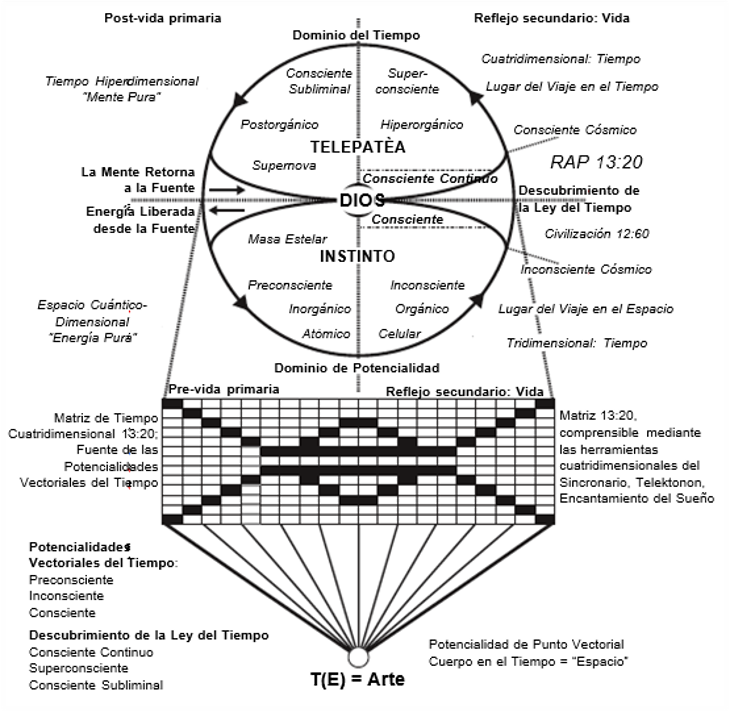 Post-vida primaria
Reflejo secundario: Vida
Dominio del Tiempo
Tiempo Hiperdimensional
"Mente Pura"
Consciente
Subliminal
Super-
consciente
Cuatridimensional: Tiempo
Lugar del Viaje en el Tiempo
Postorgánico
Hiperorgánico
Consciente Cósmico
TELEPATÈA
Supernova
RAP 13:20
La Mente Retorna
a la Fuente
Consciente Continuo
DIOS
Descubrimiento de
la Ley del Tiempo
Energía Liberada
desde la Fuente
Consciente
Masa Estelar
Civilización 12:60
INSTINTO
Inconsciente Cósmico
Preconsciente
Inconsciente
Espacio Cuántico-
Dimensional
"Energía Purá"
Inorgánico
Orgánico
Lugar del Viaje en el Espacio
Atómico
Celular
Tridimensional: Tiempo
Dominio de Potencialidad
Pre-vida primaria
Reflejo secundario: Vida
Matriz de Tiempo
Cuatridimensional 13:20;
Fuente de las
Potencialidades
Vectoriales del Tiempo
Matriz 13:20,
comprensible mediante
las herramientas
cuatridimensionales del
Sincronario, Telektonon,
Encantamiento del Sueño
Potencialidades
Vectoriales del Tiempo:
Preconsciente
Inconsciente
Consciente
Descubrimiento de la Ley del Tiempo
Consciente Continuo
Superconsciente
Consciente Subliminal
Potencialidad de Punto Vectorial
Cuerpo en el Tiempo = "Espacio"
T(E) = Arte